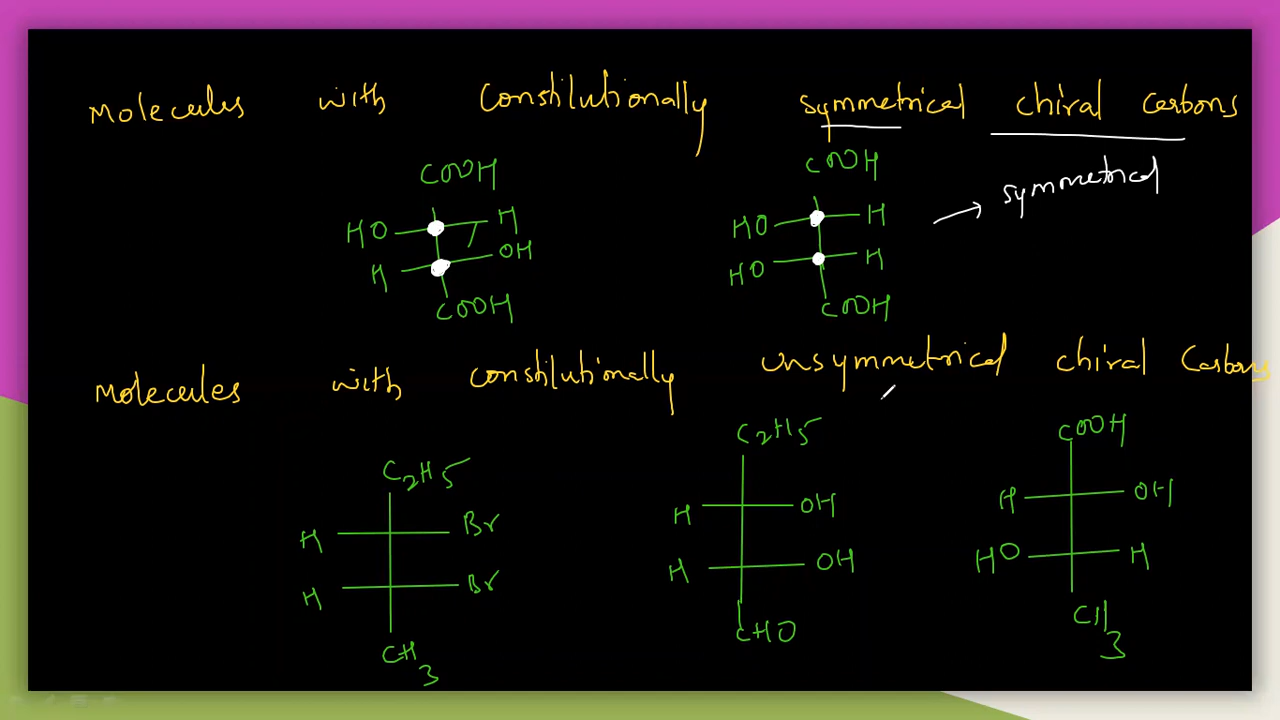 Molecules with Constitutionally symmetrical chiral carbons
COOH COOH
symmetrical
HO H HO H
H OH HO H
COOH COOH
Molecules with constitutionally unsymmetrical chiral Carbons
C2H5 C2H5 COOH
H Br H OH H OH
H Br H OH HO H
CH3 CHO CH3